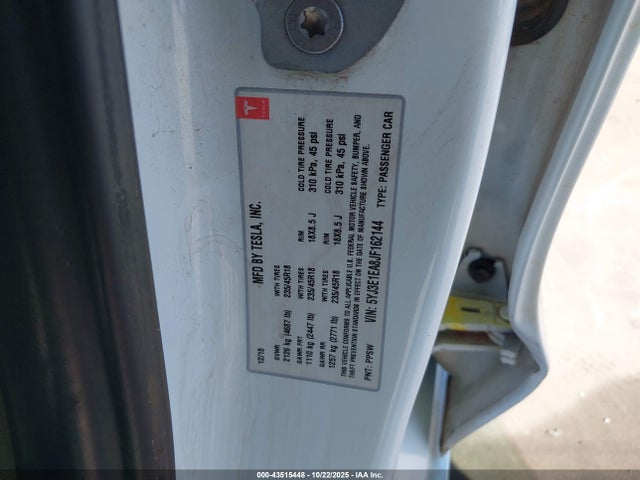 TESLA
MFD BY TESLA, INC.
12/18
GVWR
2126 kg (4687 lb)
WITH TIRES
235/45R18
RIM
18X8.5 J
COLD TIRE PRESSURE
310 kPa, 45 psi
GAWR FRT
1110 kg (2447 lb)
WITH TIRES
235/45R18
RIM
18X8.5 J
COLD TIRE PRESSURE
310 kPa, 45 psi
GAWR RR
1257 kg (2771 lb)
WITH TIRES
235/45R18
THIS VEHICLE CONFORMS TO ALL APPLICABLE U.S. FEDERAL MOTOR VEHICLE SAFETY, BUMPER, AND
THEFT PREVENTION STANDARDS IN EFFECT ON THE DATE OF MANUFACTURE SHOWN ABOVE.
VIN: 5YJ3E1EA8JF162144 TYPE: PASSENGER CAR
PNT: PPSW
000-43515448 - 10/22/2025 - IAA Inc.